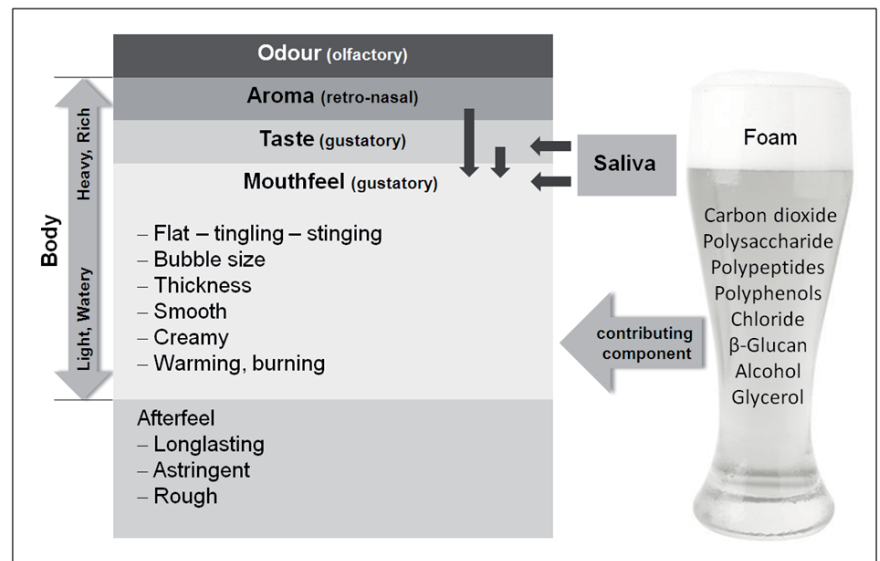 Odour (olfactory)
Aroma (retro-nasal)
Taste (gustatory)
Mouthfeel (gustatory)
– Flat – tingling – stinging
– Bubble size
– Thickness
– Smooth
– Creamy
– Warming, burning
Afterfeel
– Longlasting
– Astringent
– Rough
Body
Heavy, Rich
Light, Watery
Saliva
contributing
component
Foam
Carbon dioxide
Polysaccharide
Polypeptides
Polyphenols
Chloride
β-Glucan
Alcohol
Glycerol